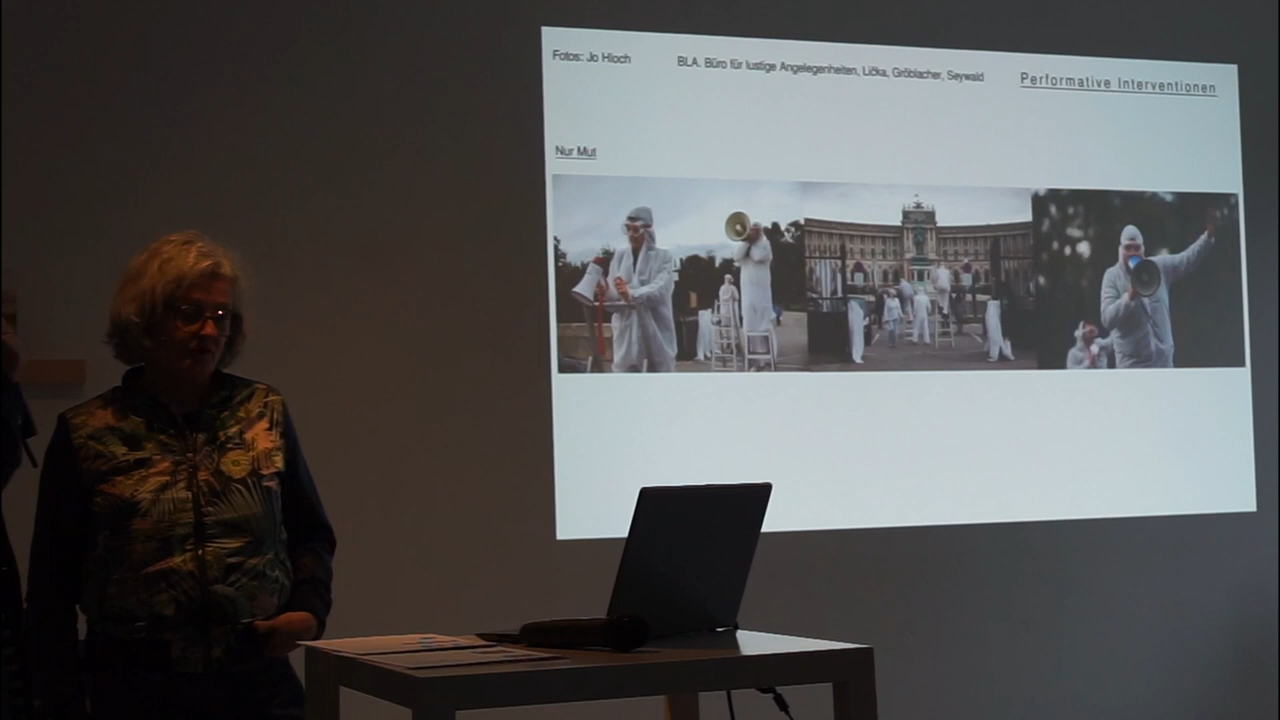 Fotos: Jo Hloch
BLA. Büro für lustige Angelegenheiten, Lička, Gröblacher, Seywald
Performative Interventionen
Nur Mut